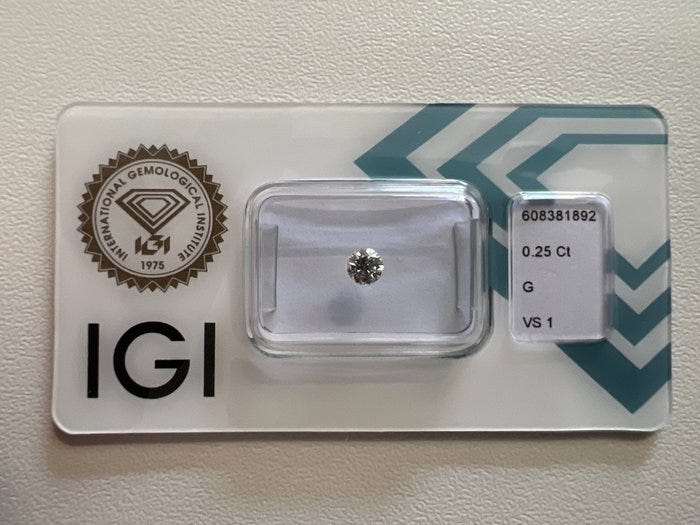 INTERNATIONAL GEMOLOGICAL INSTITUTE
IGI
1975
IGI
608381892
0.25 Ct
G
VS 1